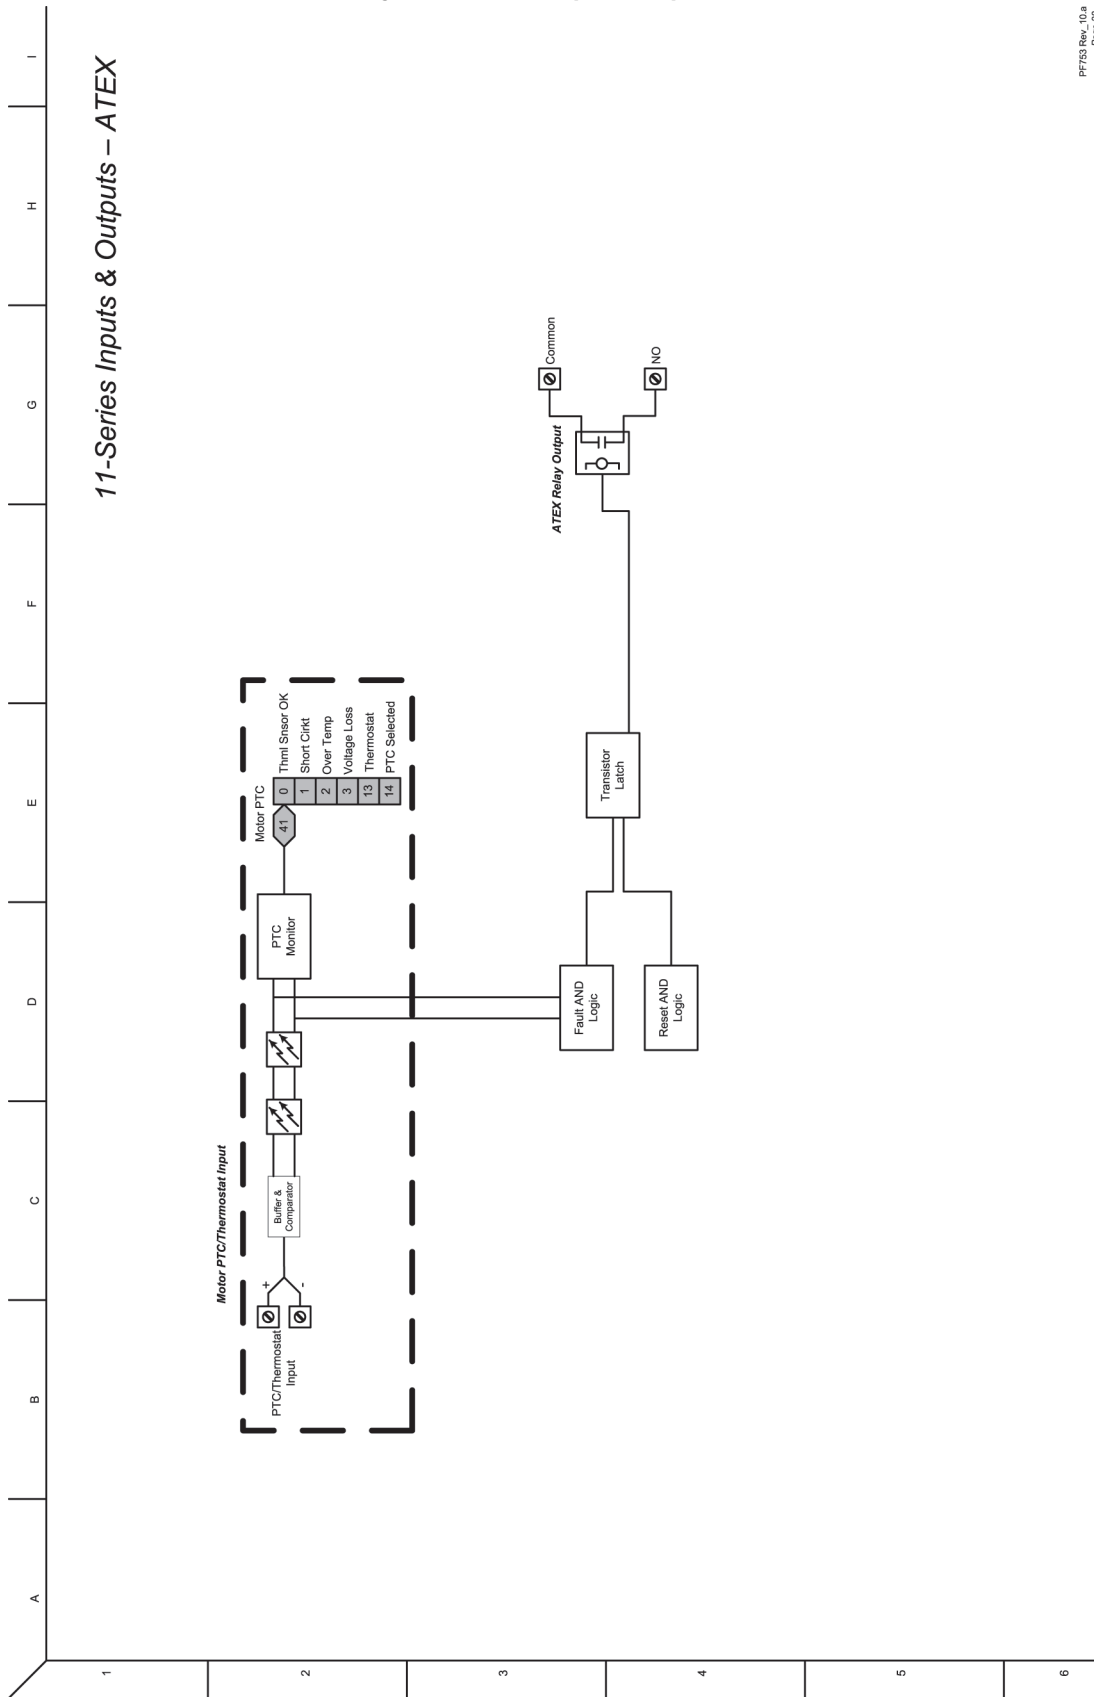 11-Series Inputs & Outputs – ATEX
A
B
C
D
E
F
G
H
I
1
2
3
4
5
6
Motor PTC/Thermostat Input
PTC/Thermostat
Input
+
-
Buffer &
Comparator
PTC
Monitor
Motor PTC
41
0 Thml Snsor OK
1 Short Cirkt
2 Over Temp
3 Voltage Loss
13 Thermostat
14 PTC Selected
Fault AND
Logic
Reset AND
Logic
Transistor
Latch
ATEX Relay Output
Common
NO
PF753 Rev_10.a